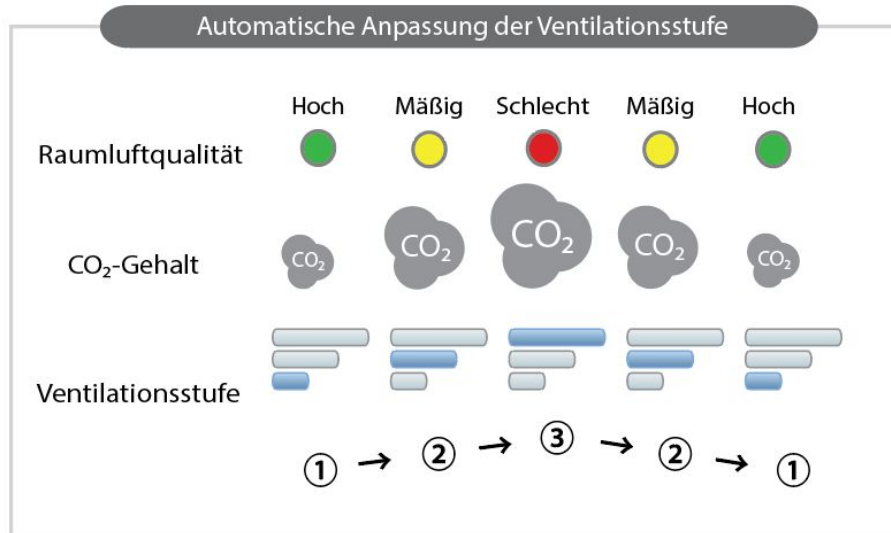 Automatische Anpassung der Ventilationsstufe
Hoch Mäßig Schlecht Mäßig Hoch
Raumluftqualität
CO₂-Gehalt CO₂ CO₂ CO₂ CO₂ CO₂
Ventilationsstufe
① → ② → ③ → ② → ①